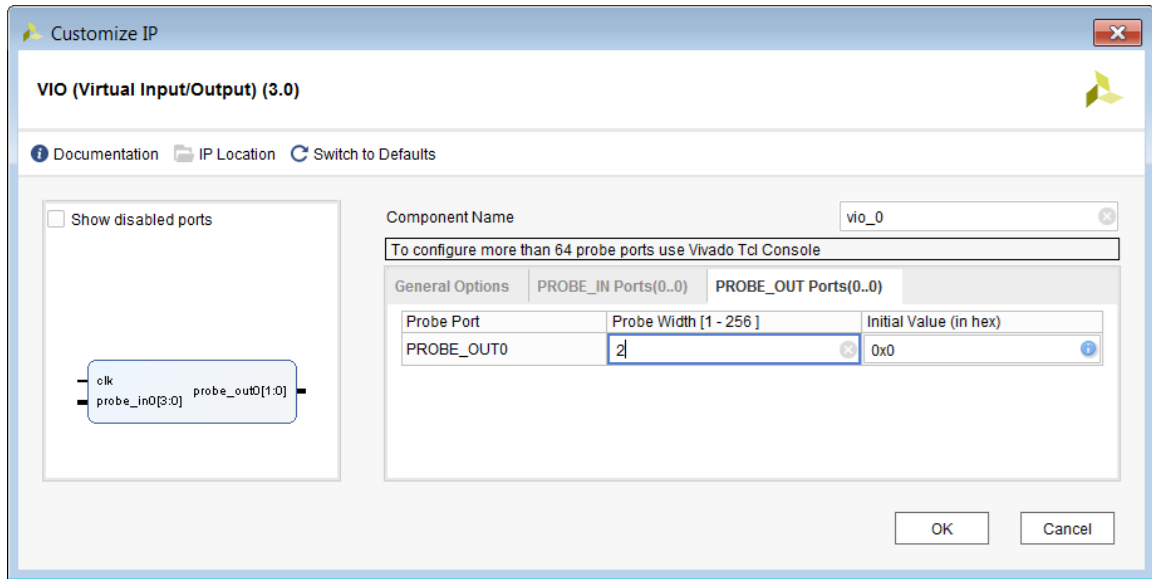 Customize IP
VIO (Virtual Input/Output) (3.0)
Documentation IP Location Switch to Defaults
Show disabled ports
clk
probe_in0[3:0]
probe_out0[1:0]
Component Name vio_0
To configure more than 64 probe ports use Vivado Tcl Console
General Options PROBE_IN Ports(0..0) PROBE_OUT Ports(0..0)
Probe Port Probe Width [1 - 256 ] Initial Value (in hex)
PROBE_OUT0 2 0x0
OK Cancel